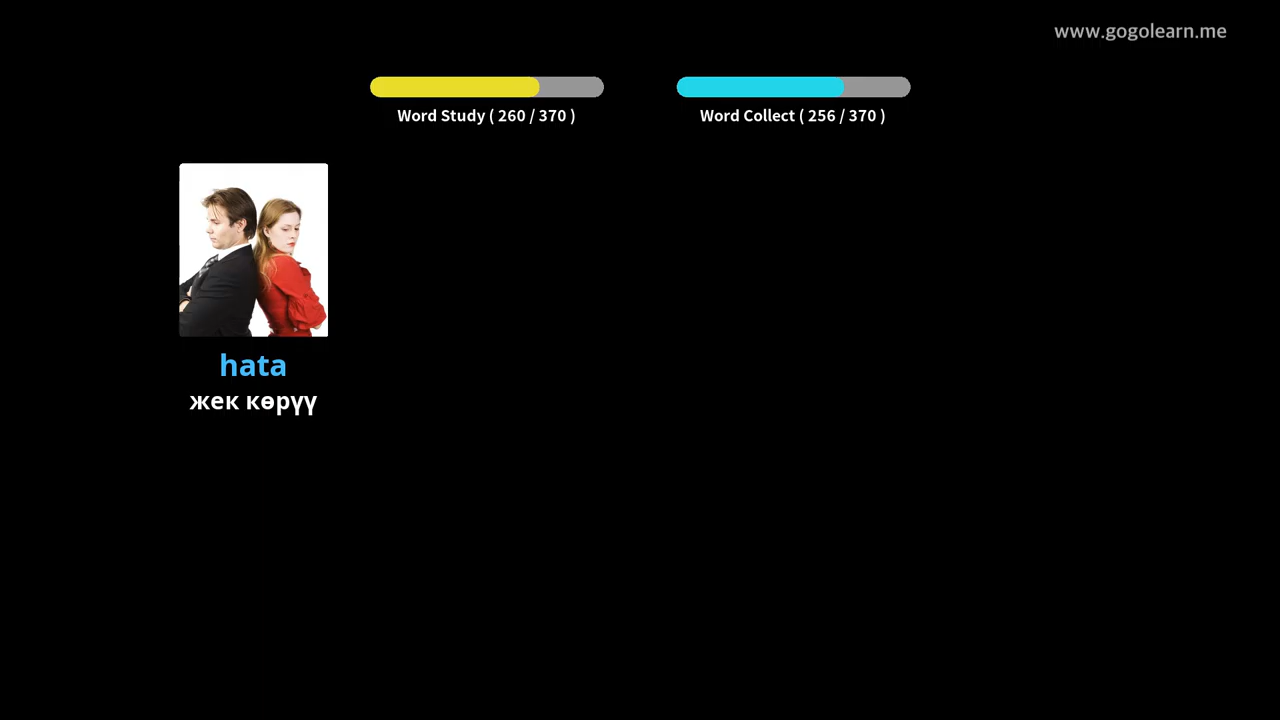 www.gogolearn.me
Word Study ( 260 / 370 )
Word Collect ( 256 / 370 )
hata
жек көрүү